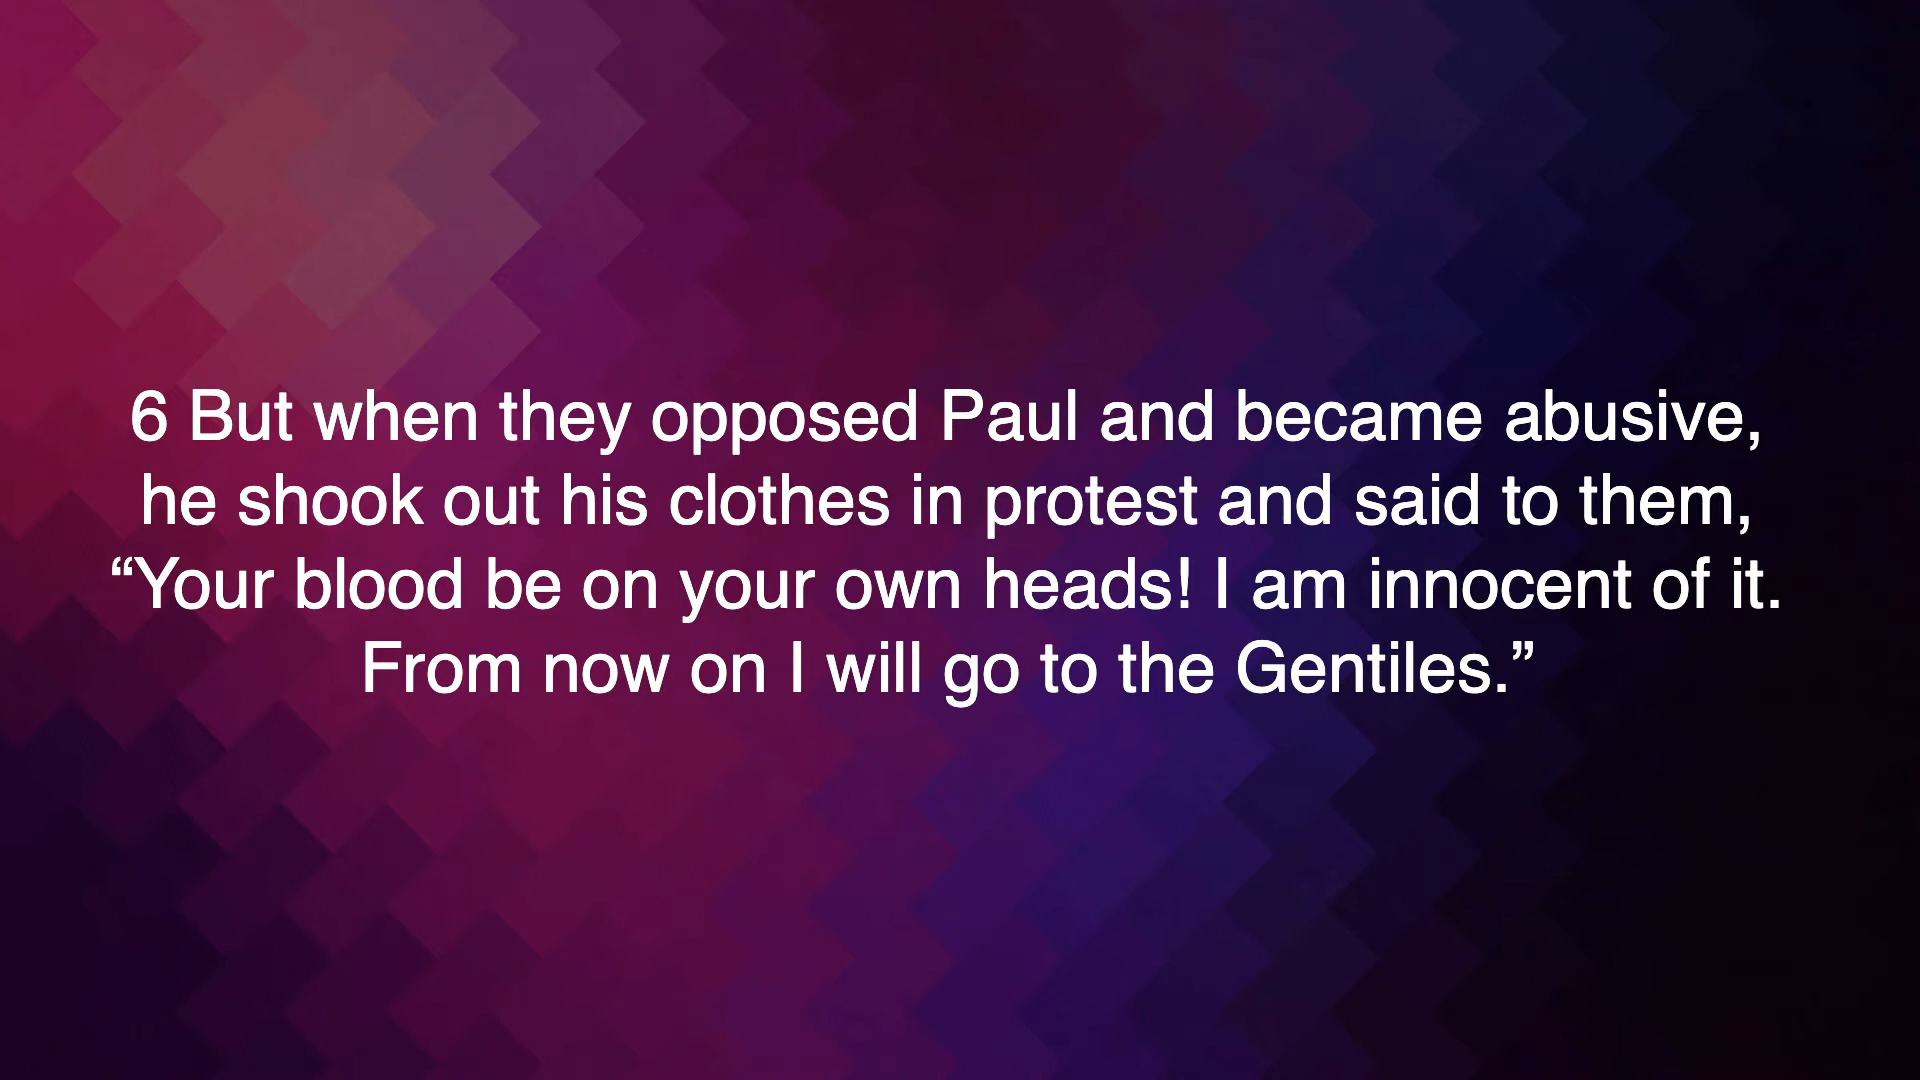 6 But when they opposed Paul and became abusive,
he shook out his clothes in protest and said to them,
“Your blood be on your own heads! I am innocent of it.
From now on I will go to the Gentiles.”